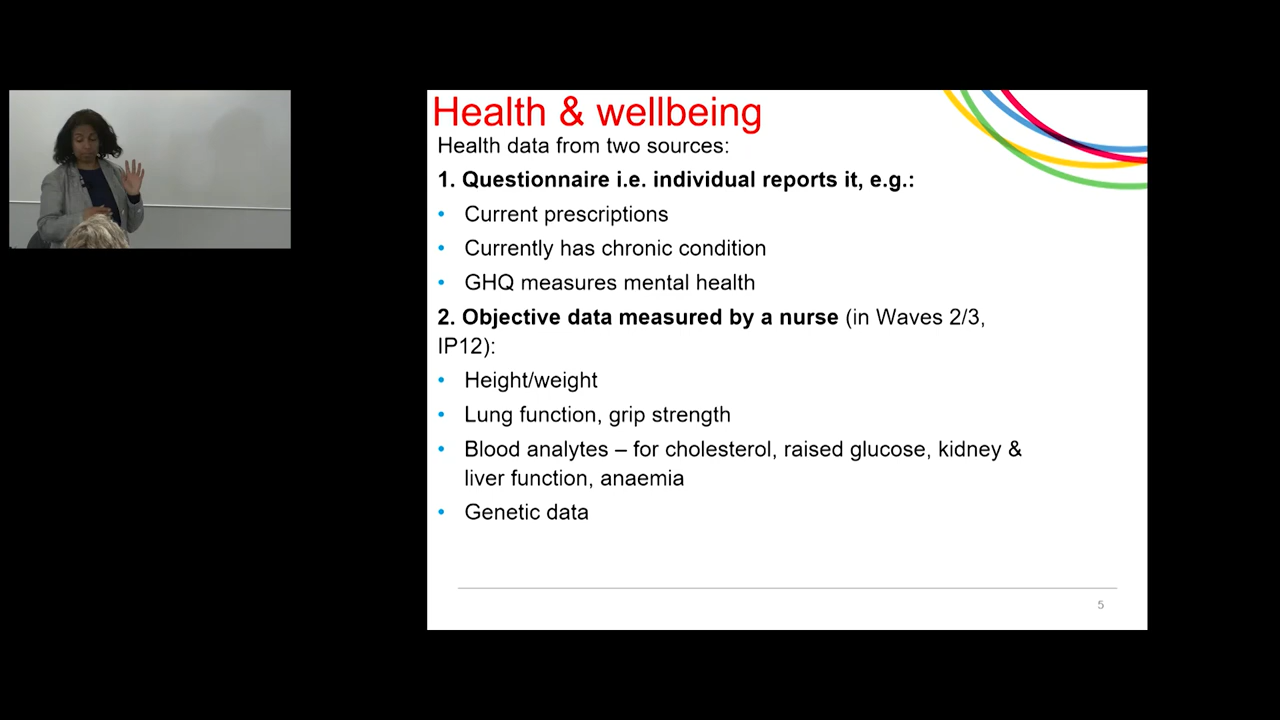 Health & wellbeing
Health data from two sources:
1. Questionnaire i.e. individual reports it, e.g.:
• Current prescriptions
• Currently has chronic condition
• GHQ measures mental health
2. Objective data measured by a nurse (in Waves 2/3,
IP12):
• Height/weight
• Lung function, grip strength
• Blood analytes – for cholesterol, raised glucose, kidney &
liver function, anaemia
• Genetic data
5